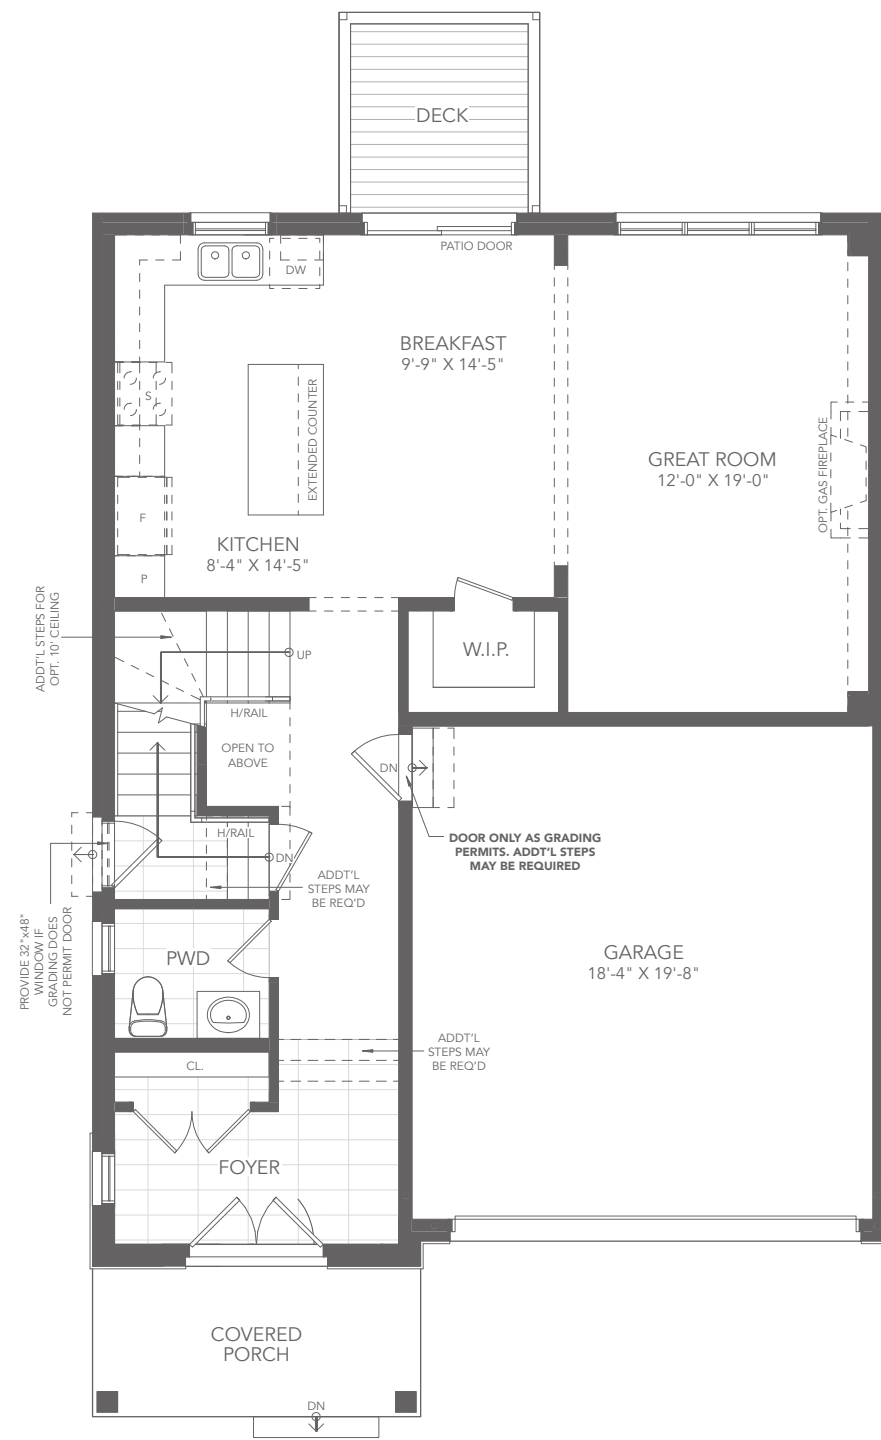 DECK
PATIO DOOR
DW
BREAKFAST
9'-9" X 14'-5"
S
EXTENDED COUNTER
GREAT ROOM
12'-0" X 19'-0"
OPT. GAS FIREPLACE
F
KITCHEN
8'-4" X 14'-5"
P
ADDT'L STEPS FOR
OPT. 10' CEILING
UP
W.I.P.
H/RAIL
OPEN TO
ABOVE
DN
DOOR ONLY AS GRADING
PERMITS. ADDT'L STEPS
MAY BE REQUIRED
H/RAIL
DN
ADDT'L
STEPS MAY
BE REQ'D
PROVIDE 32"x48"
WINDOW IF
GRADING DOES
NOT PERMIT DOOR
PWD
GARAGE
18'-4" X 19'-8"
ADDT'L
STEPS MAY
BE REQ'D
CL.
FOYER
COVERED
PORCH
DN